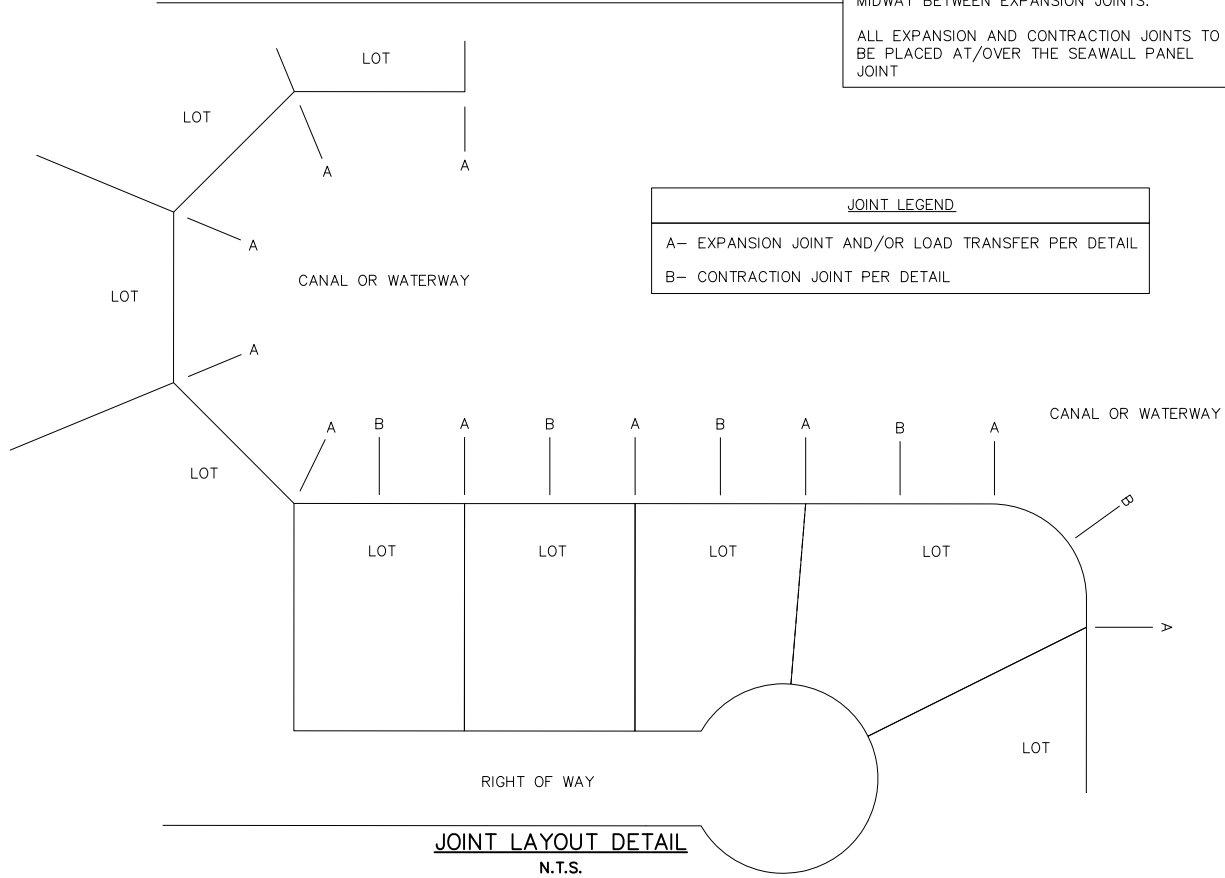 MIDWAY BETWEEN EXPANSION JOINTS.
ALL EXPANSION AND CONTRACTION JOINTS TO
BE PLACED AT/OVER THE SEAWALL PANEL
JOINT
LOT
LOT
A
A
JOINT LEGEND
A– EXPANSION JOINT AND/OR LOAD TRANSFER PER DETAIL
B– CONTRACTION JOINT PER DETAIL
A
CANAL OR WATERWAY
LOT
A
CANAL OR WATERWAY
A B A B A B A B A
LOT
B
LOT LOT LOT LOT
A
LOT
RIGHT OF WAY
JOINT LAYOUT DETAIL
N.T.S.